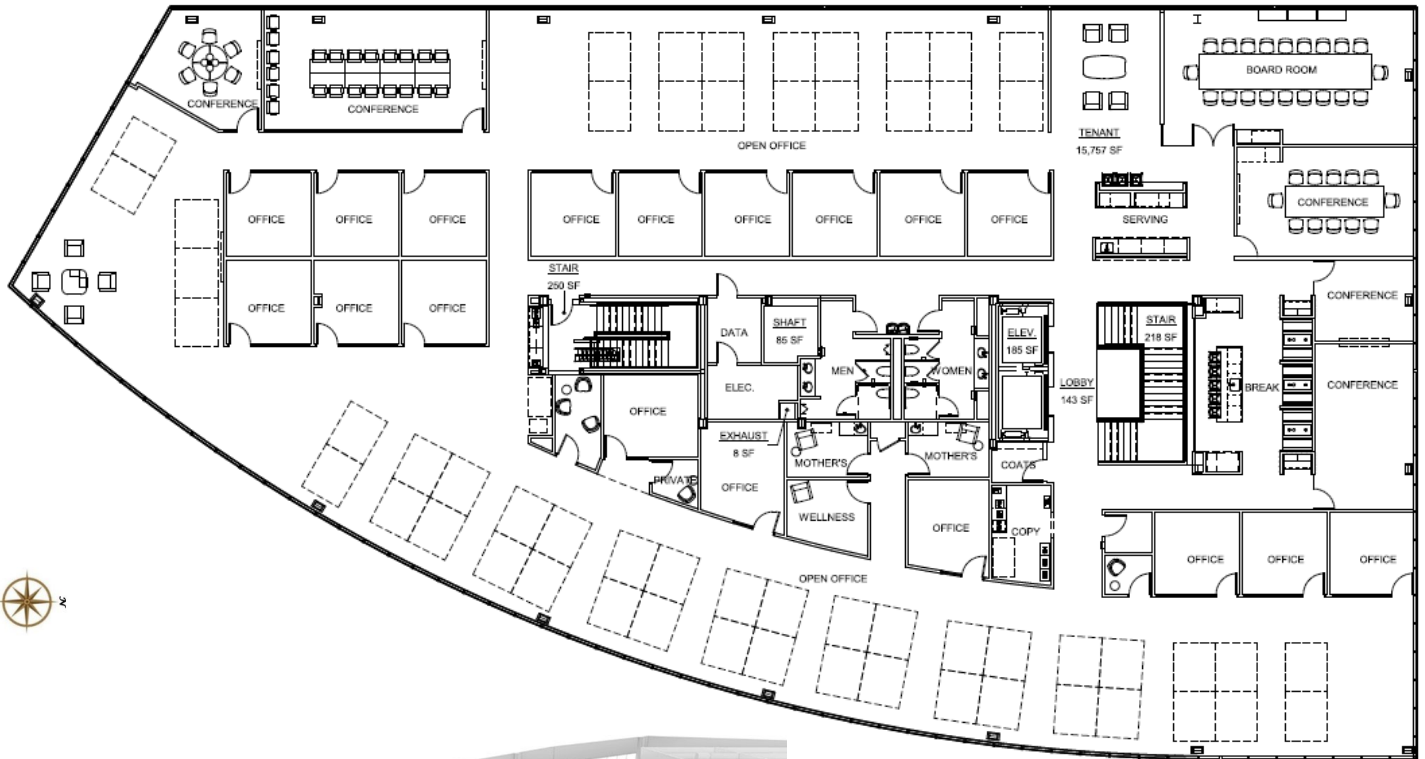 CONFERENCE
CONFERENCE
BOARD ROOM
OPEN OFFICE
TENANT
15,757 SF
CONFERENCE
SERVING
OFFICE
OFFICE
OFFICE
OFFICE
OFFICE
OFFICE
OFFICE
OFFICE
OFFICE
STAIR
250 SF
OFFICE
OFFICE
OFFICE
DATA
SHAFT
85 SF
ELEV.
185 SF
STAIR
218 SF
CONFERENCE
MEN
WOMEN
LOBBY
143 SF
BREAK
CONFERENCE
ELEC.
OFFICE
EXHAUST
8 SF
MOTHER'S
MOTHER'S
COATS
PRIVATE
OFFICE
WELLNESS
OFFICE
COPY
OFFICE
OFFICE
OFFICE
OPEN OFFICE